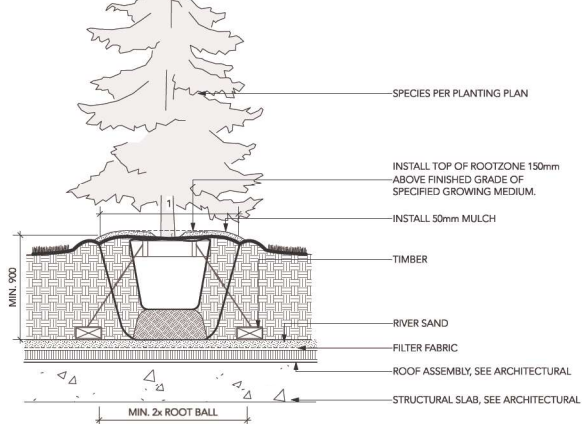 SPECIES PER PLANTING PLAN
INSTALL TOP OF ROOTZONE 150mm
ABOVE FINISHED GRADE OF
SPECIFIED GROWING MEDIUM.
1
INSTALL 50mm MULCH
TIMBER
MIN. 900
RIVER SAND
FILTER FABRIC
ROOF ASSEMBLY, SEE ARCHITECTURAL
STRUCTURAL SLAB, SEE ARCHITECTURAL
MIN. 2x ROOT BALL